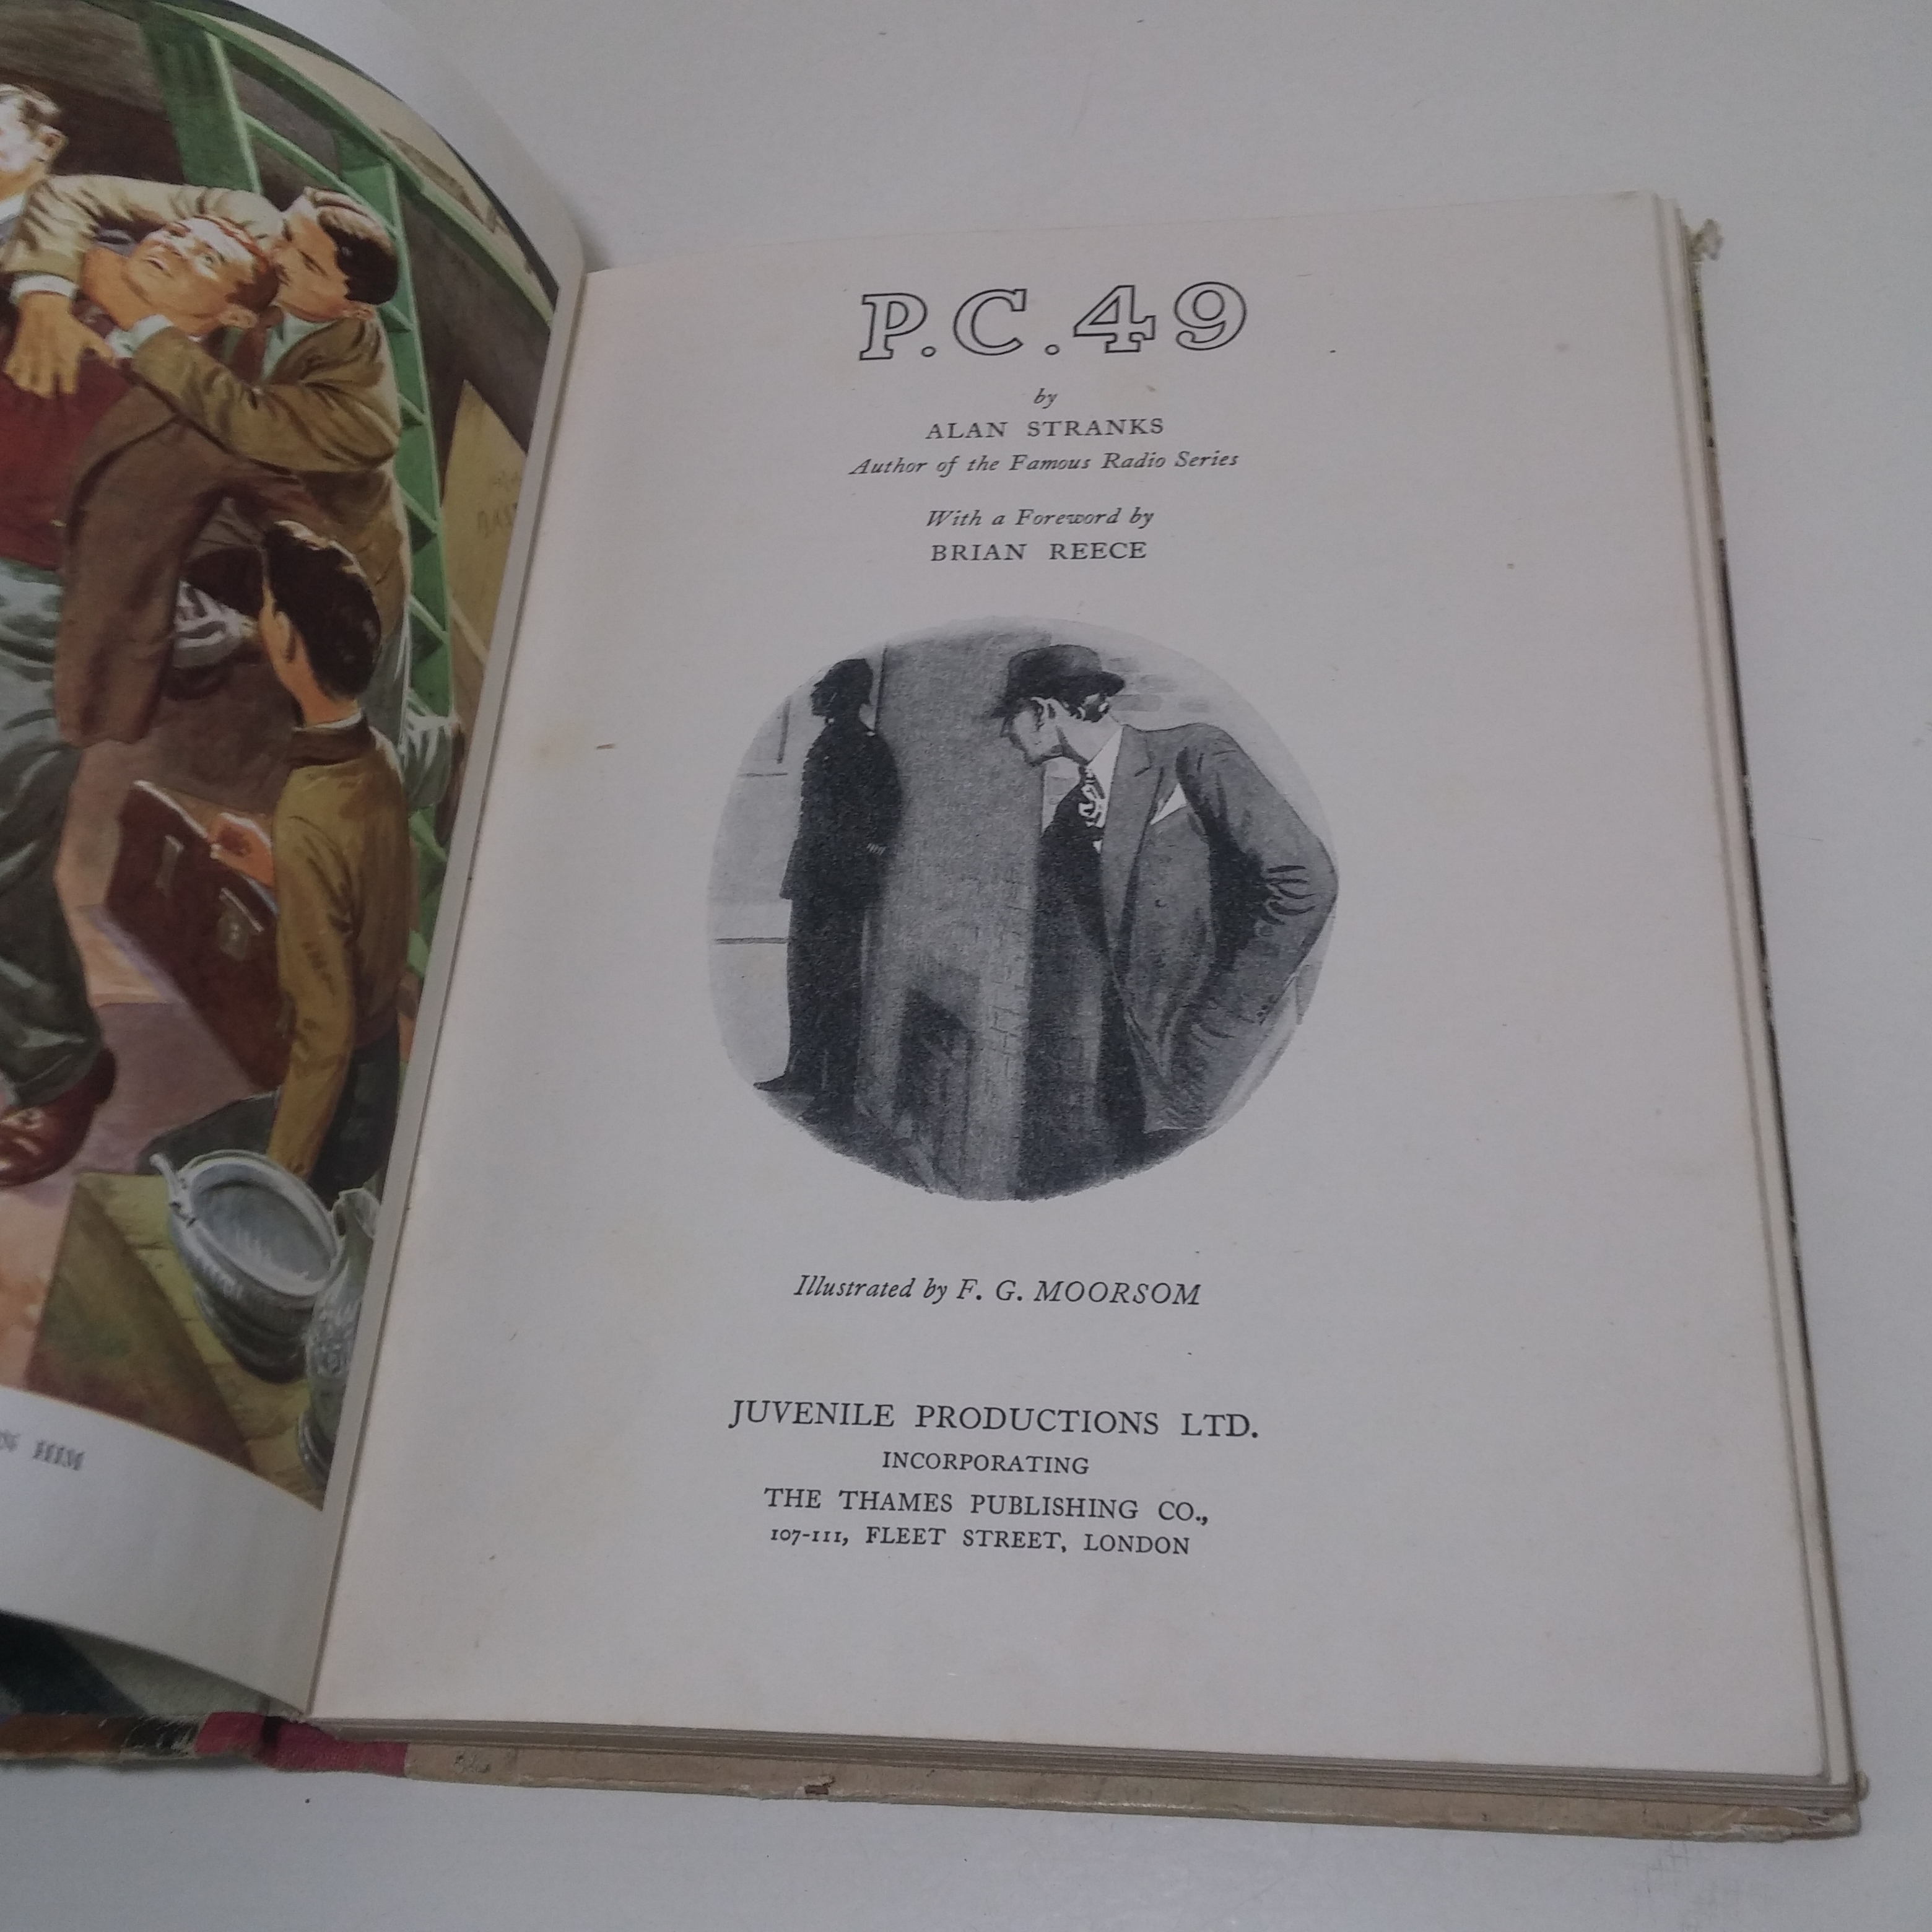 HIM
P.C.49
by
ALAN STRANKS
Author of the Famous Radio Series
With a Foreword by
BRIAN REECE
Illustrated by F. G. MOORSOM
JUVENILE PRODUCTIONS LTD.
INCORPORATING
THE THAMES PUBLISHING CO.,
107-111, FLEET STREET, LONDON